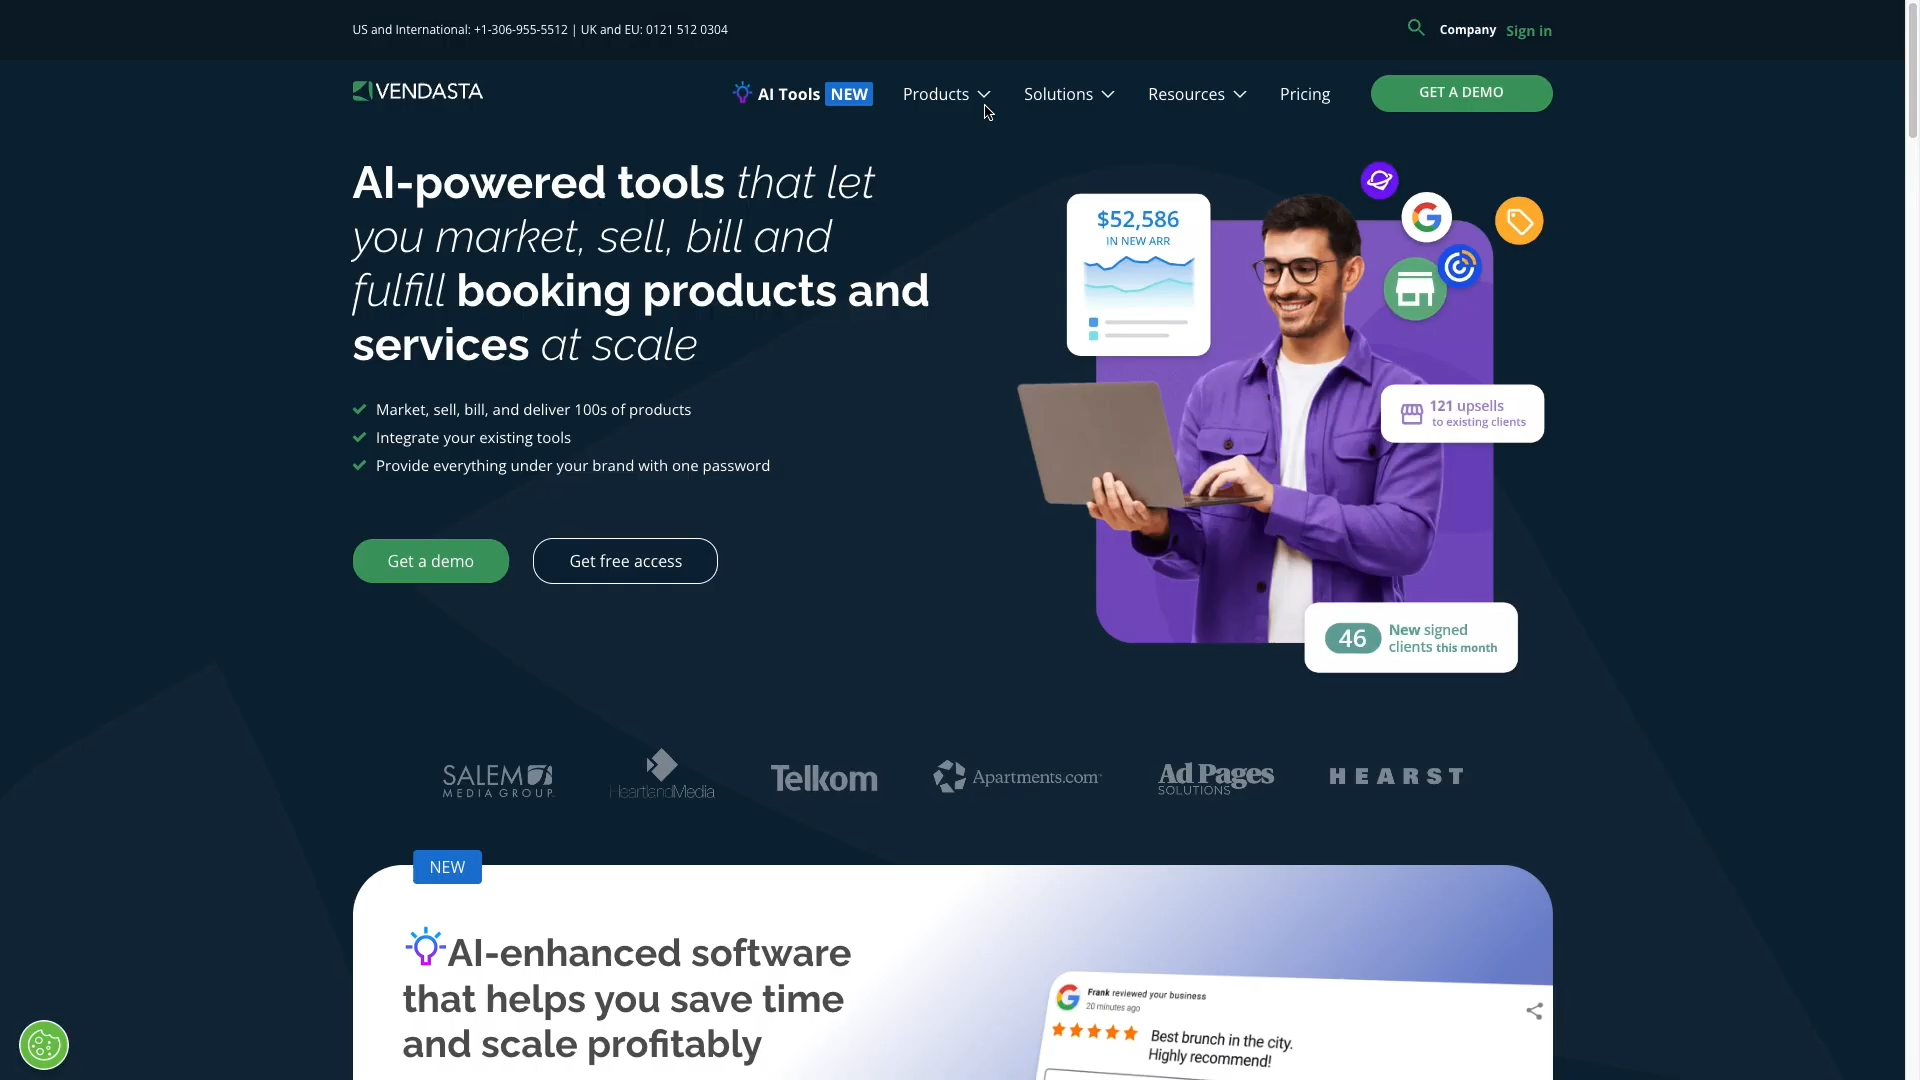 US and International: +1-306-955-5512 | UK and EU: 0121 512 0304
Company Sign in
VENDASTA
AI Tools NEW Products Solutions Resources Pricing GET A DEMO
AI-powered tools that let
you market, sell, bill and
fulfill booking products and
services at scale
Market, sell, bill, and deliver 100s of products
Integrate your existing tools
Provide everything under your brand with one password
Get a demo Get free access
$52,586
IN NEW ARR
121 upsells
to existing clients
46 New signed
clients this month
SALEM
MEDIA GROUP
HeartlandMedia
Telkom
Apartments.com
Ad Pages
SOLUTIONS
HEARST
NEW
AI-enhanced software
that helps you save time
and scale profitably
Frank reviewed your business
20 minutes ago
Best brunch in the city.
Highly recommend!